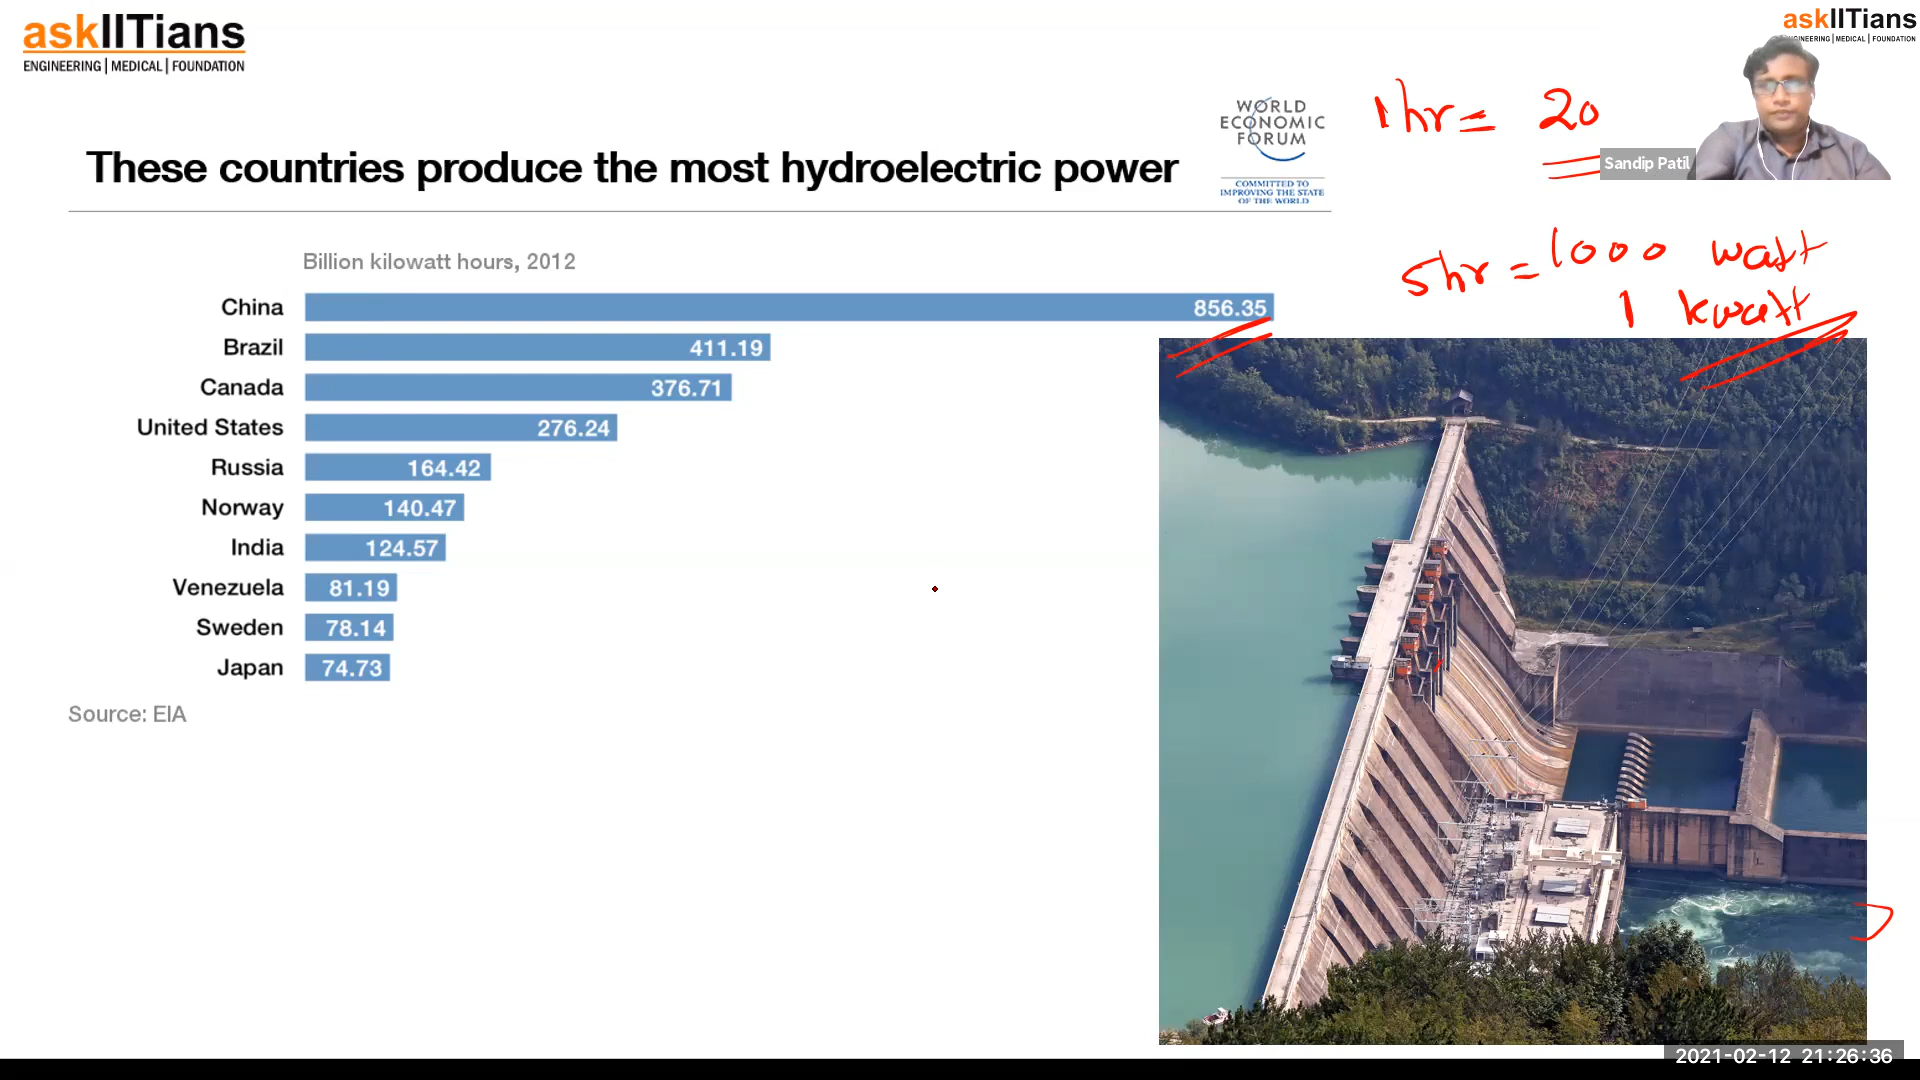 askIITians
ENGINEERING | MEDICAL | FOUNDATION
askIITians
ENGINEERING | MEDICAL | FOUNDATION
WORLD
ECONOMIC
FORUM
COMMITTED TO
IMPROVING THE STATE
OF THE WORLD
1 hr = 20
Sandip Patil
These countries produce the most hydroelectric power
5 hr = 1000 watt
1 kwatt
Billion kilowatt hours, 2012
China 856.35
Brazil 411.19
Canada 376.71
United States 276.24
Russia 164.42
Norway 140.47
India 124.57
Venezuela 81.19
Sweden 78.14
Japan 74.73
Source: EIA
2021-02-12 21:26:36